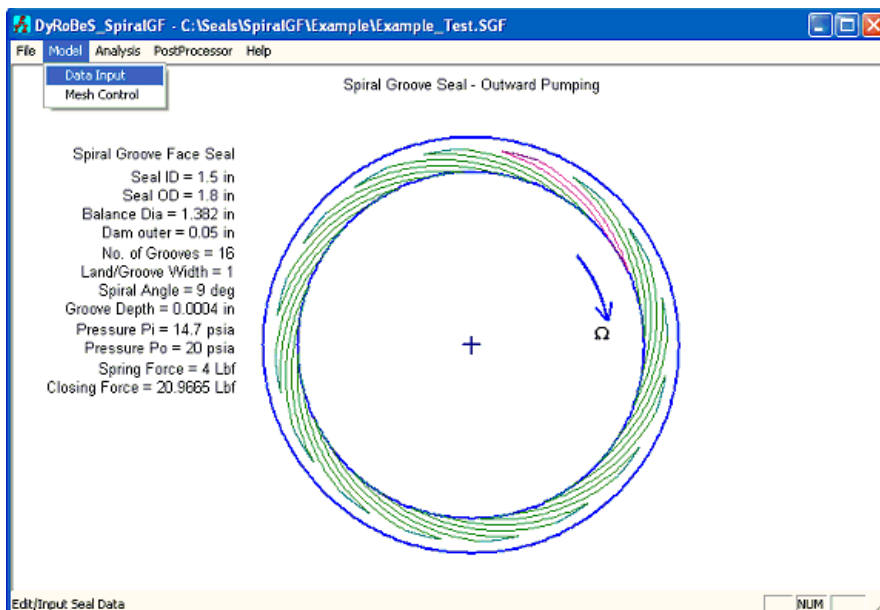 DyRoBeS_SpiralGF - C:\Seals\SpiralGF\Example\Example_Test.SGF
File Model Analysis PostProcessor Help
Data Input
Mesh Control
Spiral Groove Seal - Outward Pumping
Spiral Groove Face Seal
Seal ID = 1.5 in
Seal OD = 1.8 in
Balance Dia = 1.382 in
Dam outer = 0.05 in
No. of Grooves = 16
Land/Groove Width = 1
Spiral Angle = 9 deg
Groove Depth = 0.0004 in
Pressure Pi = 14.7 psia
Pressure Po = 20 psia
Spring Force = 4 Lbf
Closing Force = 20.9665 Lbf
Ω
Edit/Input Seal Data
NUM